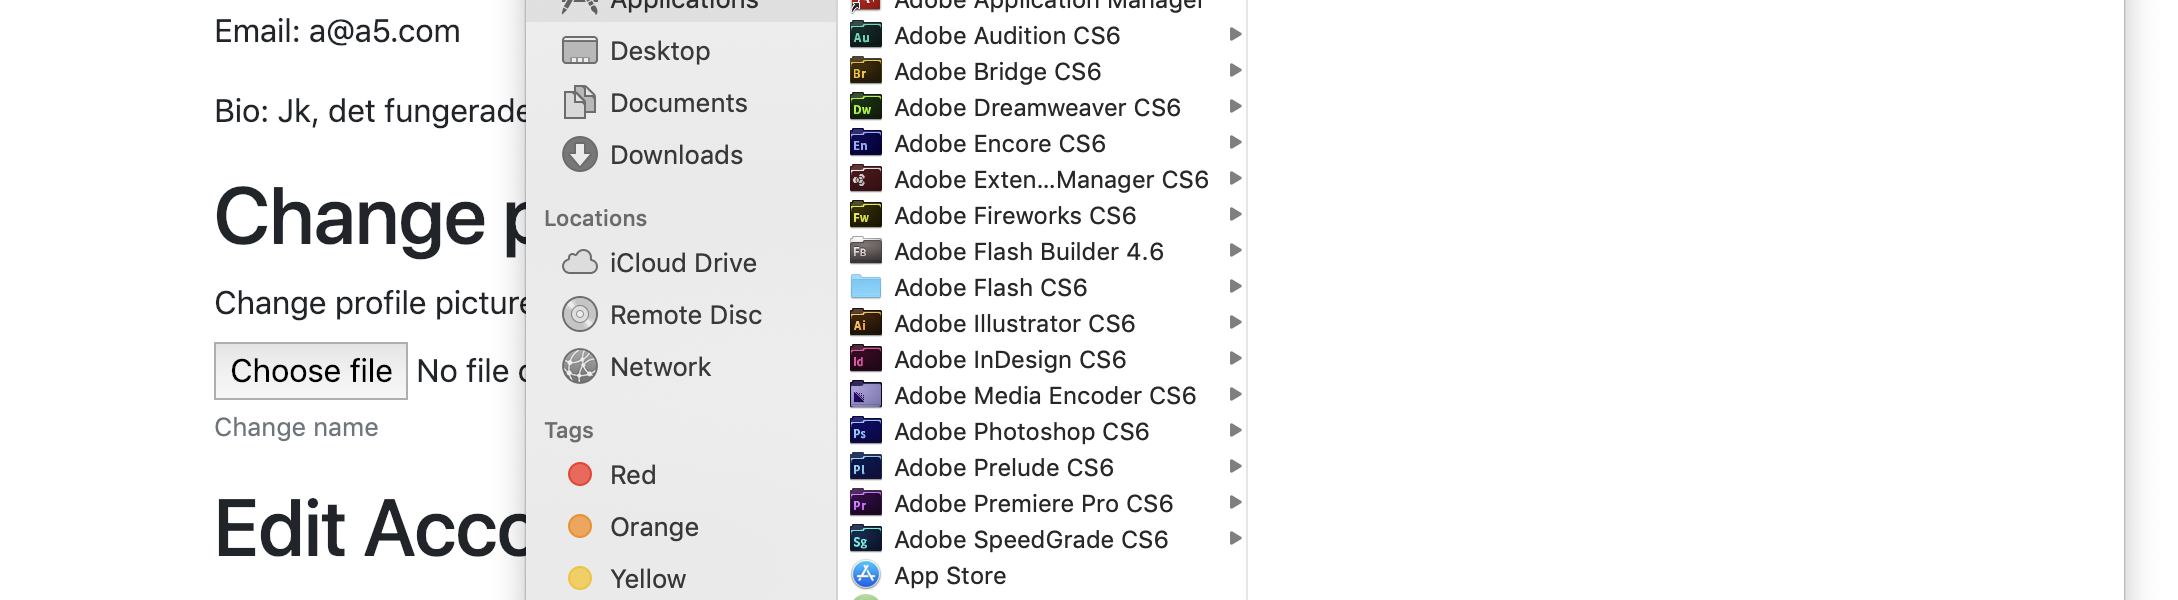 Email: a@a5.com
Bio: Jk, det fungerade
Change p
Change profile picture
Choose file No file
Change name
Edit Acco
Applications
Desktop
Documents
Downloads
Locations
iCloud Drive
Remote Disc
Network
Tags
Red
Orange
Yellow
Adobe Application Manager
Au Adobe Audition CS6
Br Adobe Bridge CS6
Dw Adobe Dreamweaver CS6
En Adobe Encore CS6
Adobe Exten...Manager CS6
Fw Adobe Fireworks CS6
FB Adobe Flash Builder 4.6
Adobe Flash CS6
Ai Adobe Illustrator CS6
Id Adobe InDesign CS6
Adobe Media Encoder CS6
Ps Adobe Photoshop CS6
Pl Adobe Prelude CS6
Pr Adobe Premiere Pro CS6
Sg Adobe SpeedGrade CS6
App Store